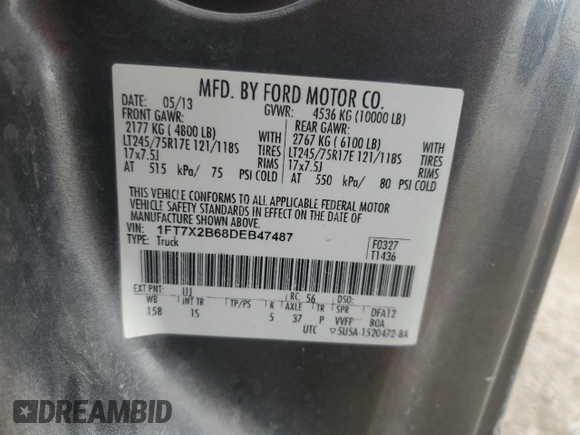 MFD. BY FORD MOTOR CO.
DATE: 05/13 GVWR: 4536 KG (10000 LB)
FRONT GAWR: REAR GAWR:
2177 KG ( 4800 LB) WITH 2767 KG ( 6100 LB) WITH
LT245/75R17E 121/118S TIRES LT245/75R17E 121/118S TIRES
17x7.5J RIMS 17x7.5J RIMS
AT 515 kPa/ 75 PSI COLD AT 550 kPa/ 80 PSI COLD
THIS VEHICLE CONFORMS TO ALL APPLICABLE FEDERAL MOTOR
VEHICLE SAFETY STANDARDS IN EFFECT ON THE DATE OF
MANUFACTURE SHOWN ABOVE.
VIN: 1FT7X2B68DEB47487
TYPE: Truck
F0327
T1436
EXT PNT: UJ RC: 56 DSO:
WB INT TR TP/PS R AXLE TR SPR DFA12
158 1S 5 37 P VVFF BOA
UTC ▽5U5A-1520472-BA
DREAMBID